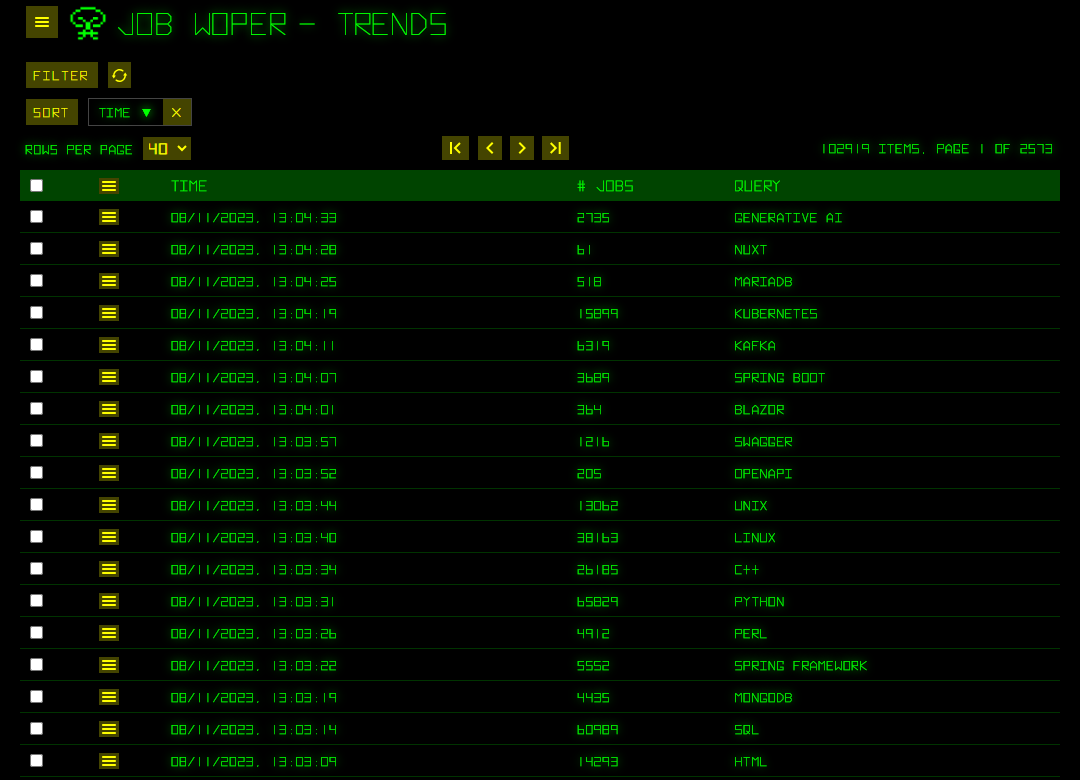 JOB WOPER - TRENDS
FILTER
SORT TIME ▼ ×
ROWS PER PAGE 40 102919 ITEMS, PAGE 1 OF 2573
TIME # JOBS QUERY
08/11/2023, 13:04:33 2735 GENERATIVE AI
08/11/2023, 13:04:28 61 NUXT
08/11/2023, 13:04:25 518 MARIADB
08/11/2023, 13:04:19 15899 KUBERNETES
08/11/2023, 13:04:11 6319 KAFKA
08/11/2023, 13:04:07 3689 SPRING BOOT
08/11/2023, 13:04:01 364 BLAZOR
08/11/2023, 13:03:57 1216 SWAGGER
08/11/2023, 13:03:52 205 OPENAPI
08/11/2023, 13:03:44 13062 UNIX
08/11/2023, 13:03:40 38163 LINUX
08/11/2023, 13:03:34 26185 C++
08/11/2023, 13:03:31 65829 PYTHON
08/11/2023, 13:03:26 4912 PERL
08/11/2023, 13:03:22 5552 SPRING FRAMEWORK
08/11/2023, 13:03:19 4435 MONGODB
08/11/2023, 13:03:14 60989 SQL
08/11/2023, 13:03:09 14293 HTML